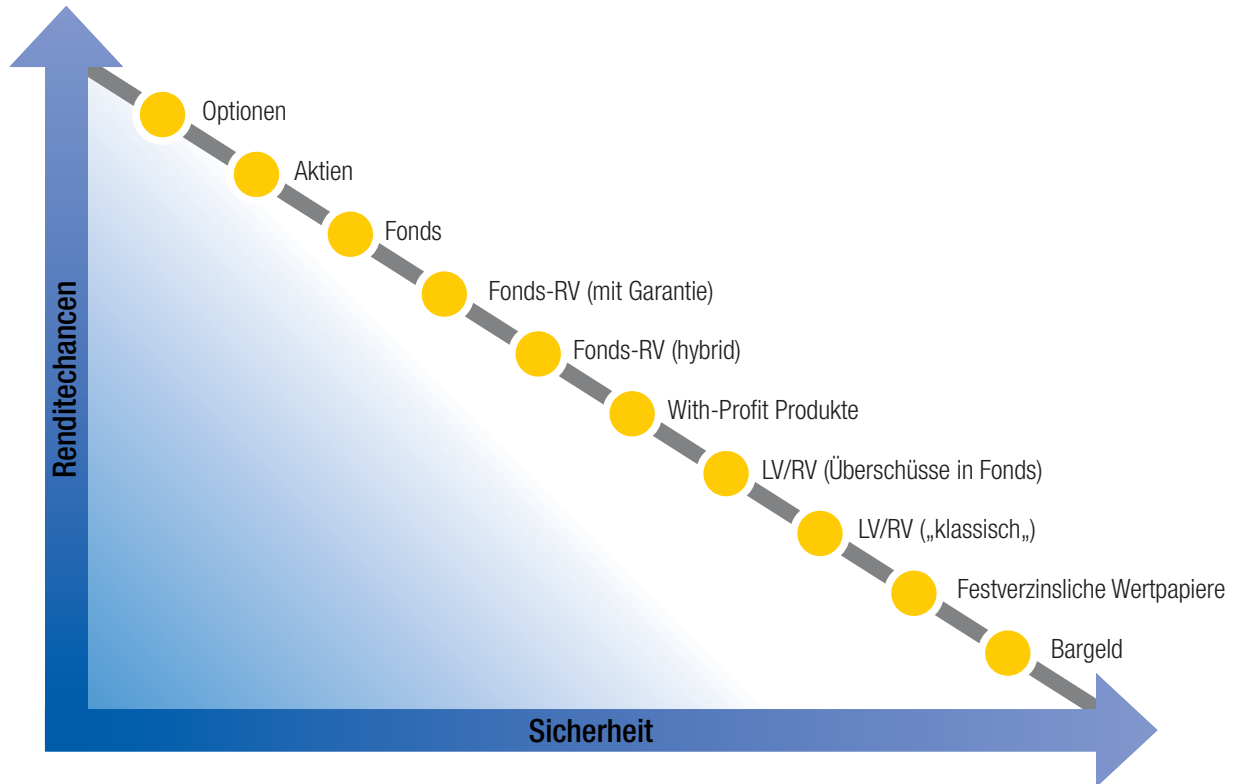 Optionen
Aktien
Fonds
Fonds-RV (mit Garantie)
Fonds-RV (hybrid)
With-Profit Produkte
LV/RV (Überschüsse in Fonds)
LV/RV („klassisch„)
Festverzinsliche Wertpapiere
Bargeld
Renditechancen
Sicherheit